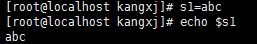 [root@localhost kangxj]# s1=abc
[root@localhost kangxj]# echo $s1
abc